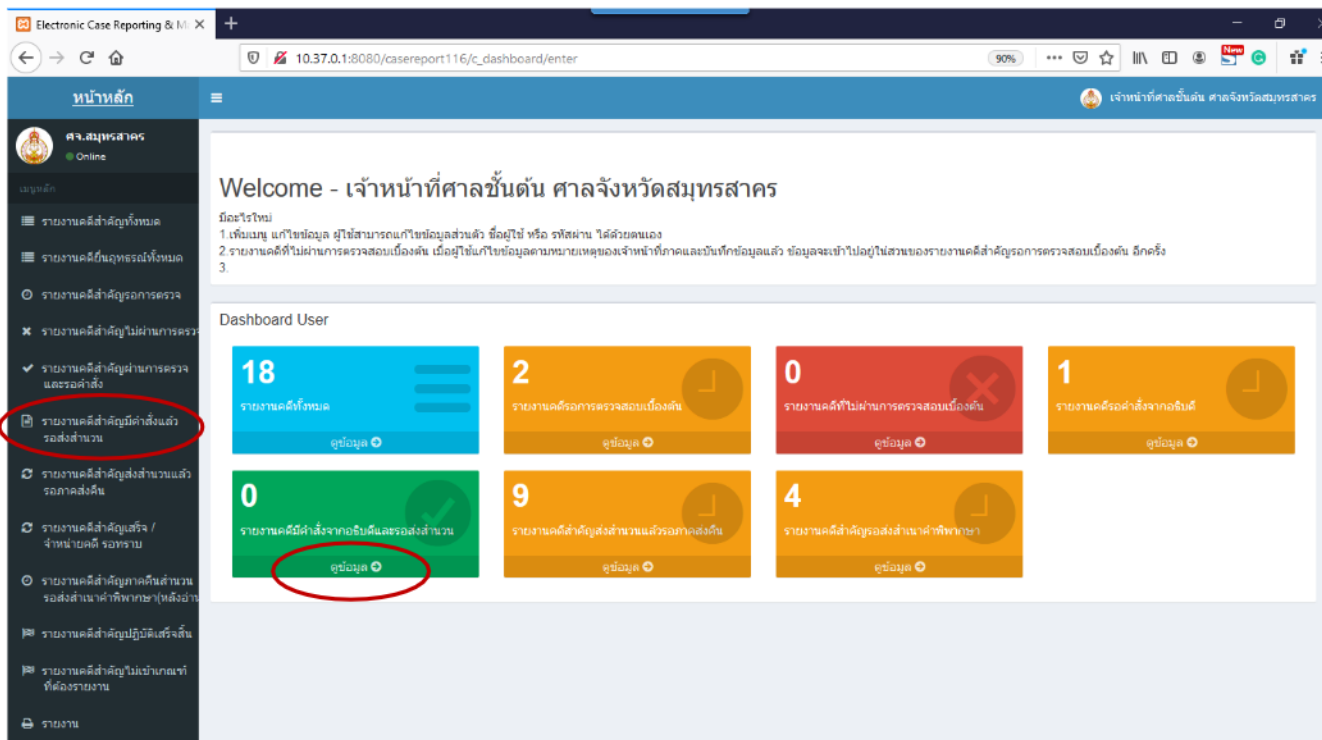 Electronic Case Reporting & M
10.37.0.1:8080/casereport116/c_dashboard/enter
90%
New
หน้าหลัก
เจ้าหน้าที่ศาลชั้นต้น ศาลจังหวัดสมุทรสาคร
ศจ.สมุทรสาคร
Online
เมนูหลัก
รายงานคดีสำคัญทั้งหมด
รายงานคดียื่นอุทธรณ์ทั้งหมด
รายงานคดีสำคัญรอการตรวจ
รายงานคดีสำคัญไม่ผ่านการตรวจ
รายงานคดีสำคัญผ่านการตรวจ
และรอคำสั่ง
รายงานคดีสำคัญมีคำสั่งแล้ว
รอส่งสำนวน
รายงานคดีสำคัญส่งสำนวนแล้ว
รอภาคส่งคืน
รายงานคดีสำคัญเสร็จ /
จำหน่ายคดี รอทราบ
รายงานคดีสำคัญภาคคืนสำนวน
รอส่งสำเนาคำพิพากษา(หลังอ่าน
รายงานคดีสำคัญปฏิบัติเสร็จสิ้น
รายงานคดีสำคัญไม่เข้าเกณฑ์
ที่ต้องรายงาน
รายงาน
Welcome - เจ้าหน้าที่ศาลชั้นต้น ศาลจังหวัดสมุทรสาคร
มีอะไรใหม่
1.เพิ่มเมนู แก้ไขข้อมูล ผู้ใช้สามารถแก้ไขข้อมูลส่วนตัว ชื่อผู้ใช้ หรือ รหัสผ่าน ได้ด้วยตนเอง
2.รายงานคดีที่ไม่ผ่านการตรวจสอบเบื้องต้น เมื่อผู้ใช้แก้ไขข้อมูลตามหมายเหตุของเจ้าหน้าที่ภาคและบันทึกข้อมูลแล้ว ข้อมูลจะเข้าไปอยู่ในส่วนของรายงานคดีสำคัญรอการตรวจสอบเบื้องต้น อีกครั้ง
3.
Dashboard User
18
รายงานคดีทั้งหมด
ดูข้อมูล
2
รายงานคดีรอการตรวจสอบเบื้องต้น
ดูข้อมูล
0
รายงานคดีที่ไม่ผ่านการตรวจสอบเบื้องต้น
ดูข้อมูล
1
รายงานคดีรอคำสั่งจากอธิบดี
ดูข้อมูล
0
รายงานคดีมีคำสั่งจากอธิบดีและรอส่งสำนวน
ดูข้อมูล
9
รายงานคดีสำคัญส่งสำนวนแล้วรอภาคส่งคืน
ดูข้อมูล
4
รายงานคดีสำคัญรอส่งสำเนาคำพิพากษา
ดูข้อมูล